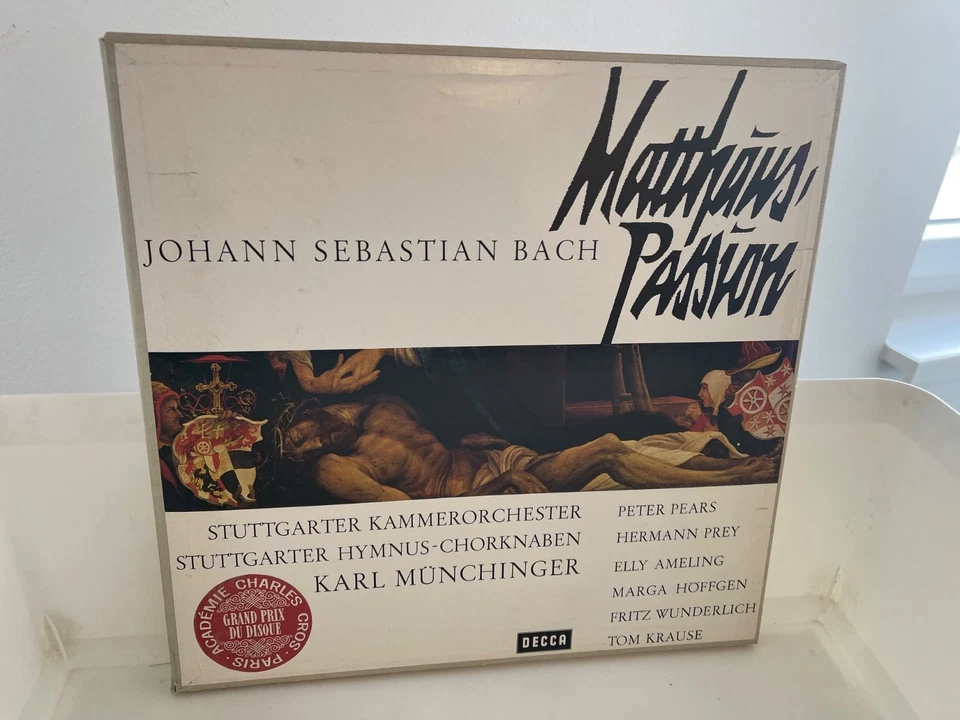 Matthäus-
Passion
JOHANN SEBASTIAN BACH
STUTTGARTER KAMMERORCHESTER
STUTTGARTER HYMNUS-CHORKNABEN
KARL MÜNCHINGER
PETER PEARS
HERMANN PREY
ELLY AMELING
MARGA HÖFFGEN
FRITZ WUNDERLICH
TOM KRAUSE
ACADÉMIE CHARLES CROS · PARIS ·
GRAND PRIX
DU DISQUE
DECCA